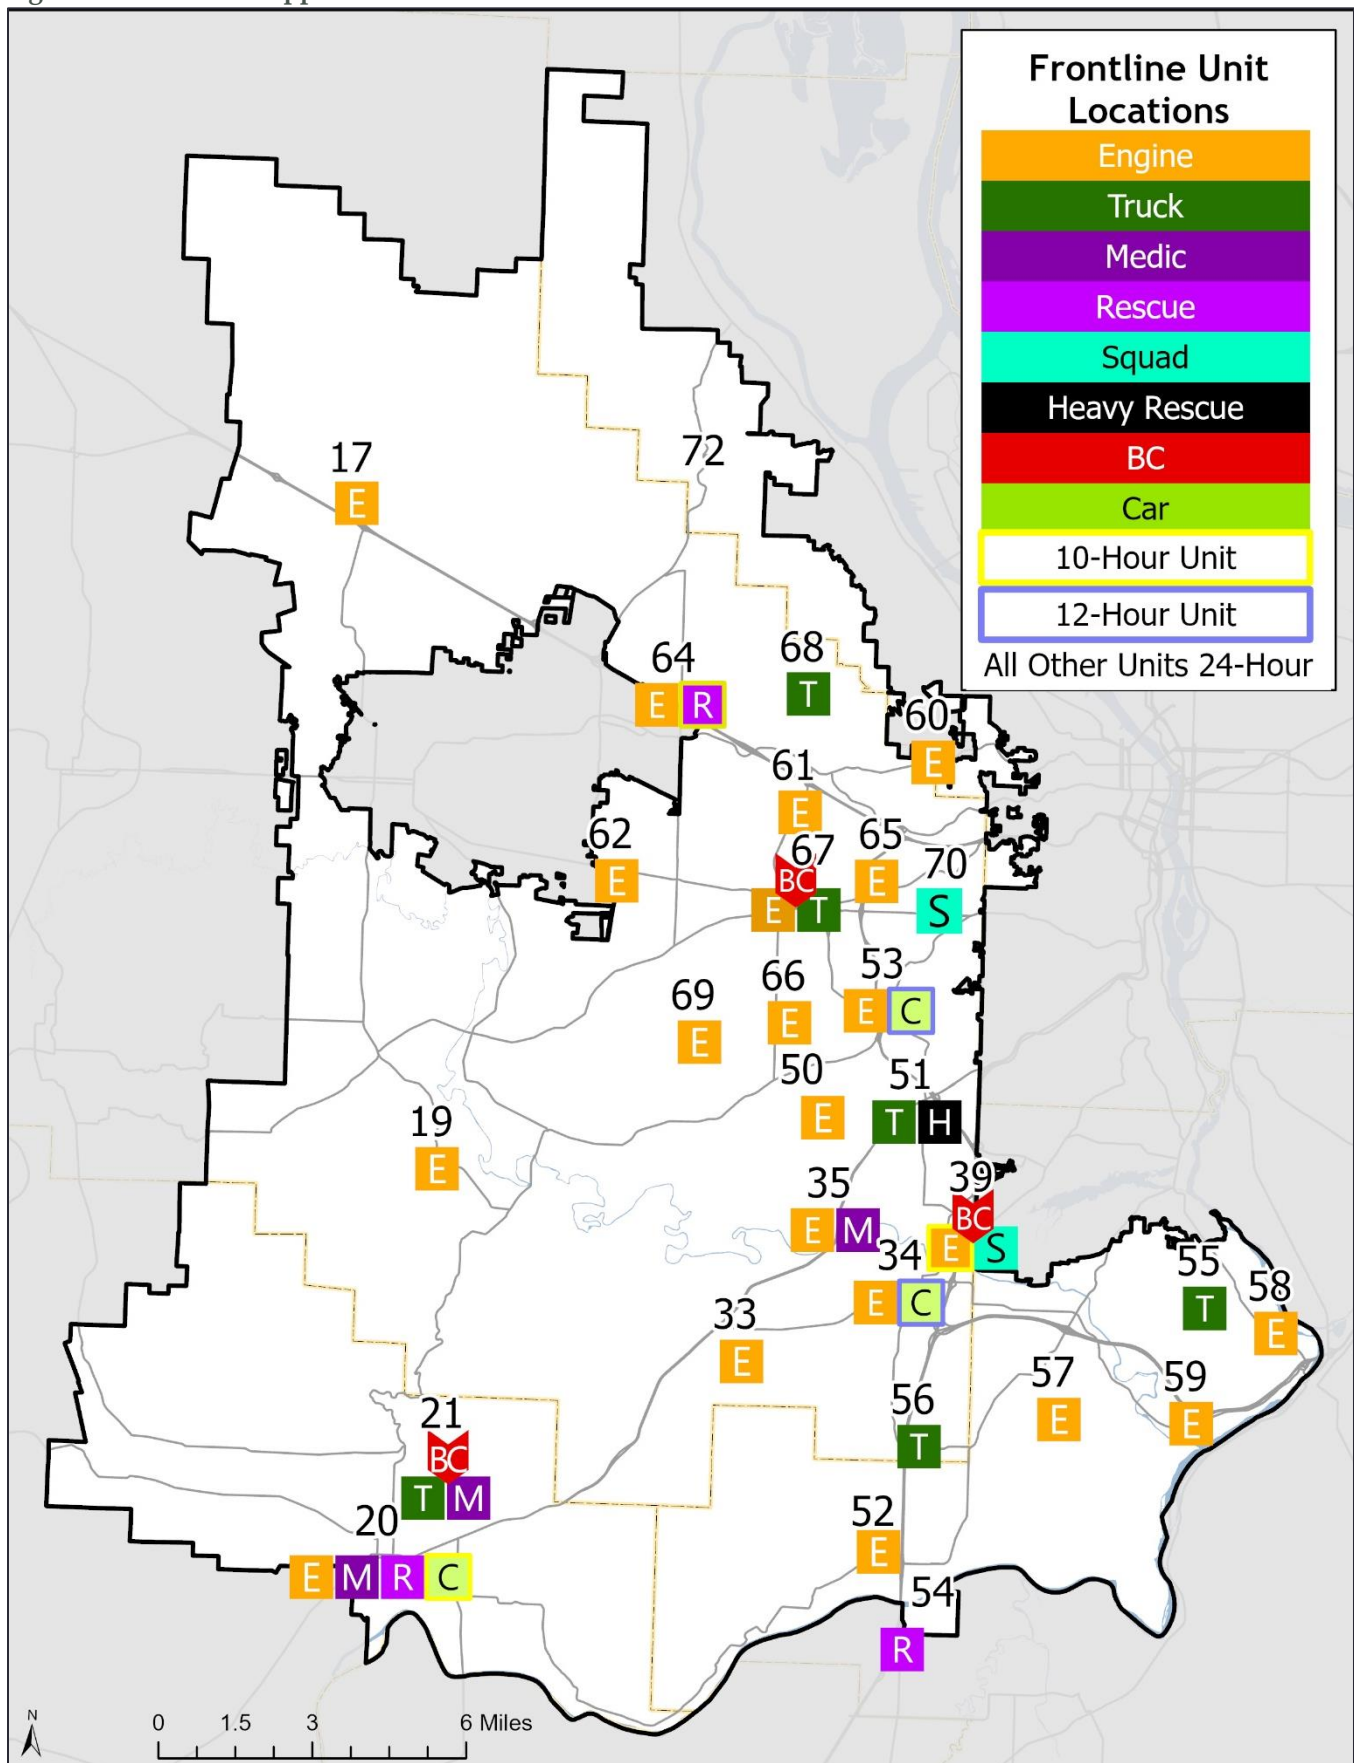 Frontline Unit
Locations
Engine
Truck
Medic
Rescue
Squad
Heavy Rescue
BC
Car
10-Hour Unit
12-Hour Unit
All Other Units 24-Hour
17
E
72
64
E R
68
T
60
E
61
E
62
E
67
BC
E T
65
E
70
S
53
E C
69
E
66
E
50
E
51
T H
19
E
35
E M
39
BC
E S
34
E C
55
T
58
E
33
E
57
E
59
E
56
T
21
BC
T M
20
E M R C
52
E
54
R
N
0 1.5 3 6 Miles